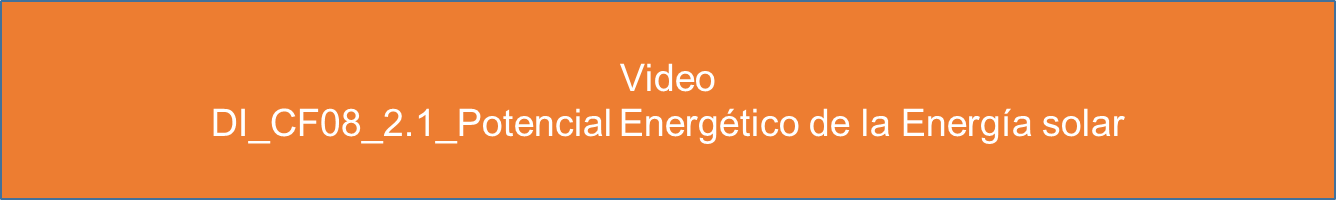 Video
DI_CF08_2.1_Potencial Energético de la Energía solar